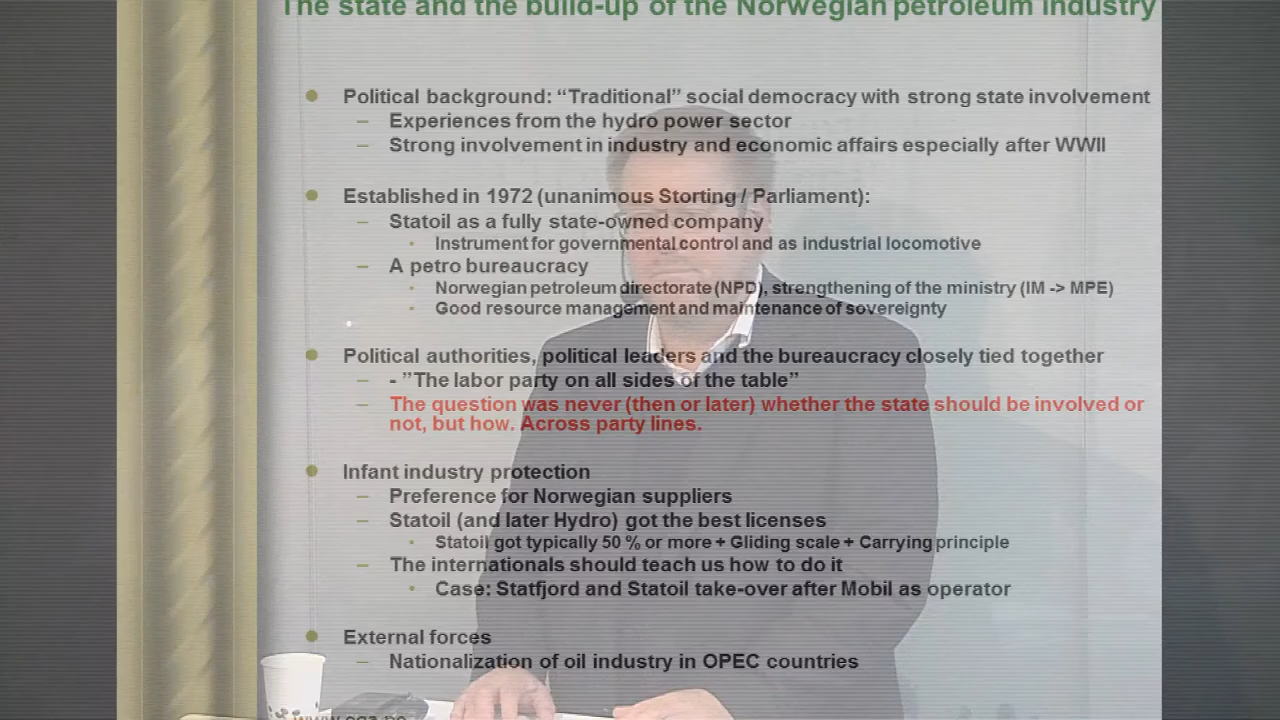 The state and the build-up of the Norwegian petroleum industry
Political background: “Traditional” social democracy with strong state involvement
– Experiences from the hydro power sector
– Strong involvement in industry and economic affairs especially after WWII
Established in 1972 (unanimous Storting / Parliament):
– Statoil as a fully state-owned company
Instrument for governmental control and as industrial locomotive
– A petro bureaucracy
Norwegian petroleum directorate (NPD), strengthening of the ministry (IM -> MPE)
Good resource management and maintenance of sovereignty
Political authorities, political leaders and the bureaucracy closely tied together
– - ”The labor party on all sides of the table”
– The question was never (then or later) whether the state should be involved or
not, but how. Across party lines.
Infant industry protection
– Preference for Norwegian suppliers
– Statoil (and later Hydro) got the best licenses
Statoil got typically 50 % or more + Gliding scale + Carrying principle
– The internationals should teach us how to do it
Case: Statfjord and Statoil take-over after Mobil as operator
External forces
– Nationalization of oil industry in OPEC countries